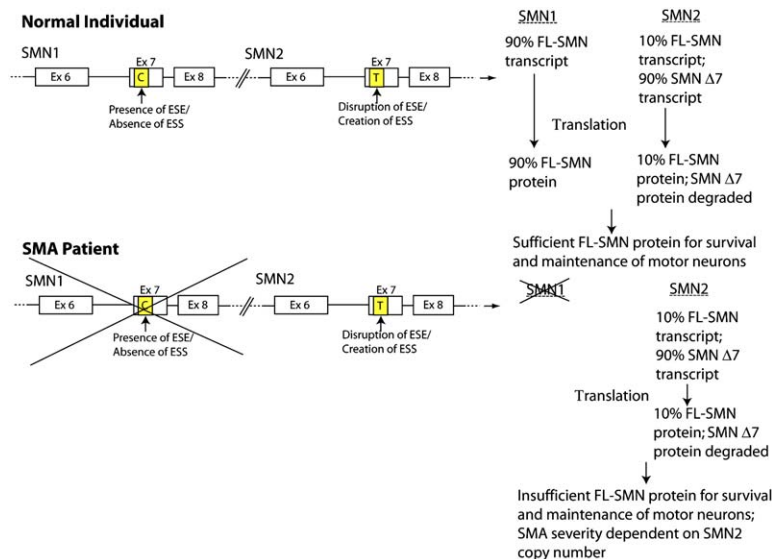 Normal Individual
SMN1
SMN2
Ex 6
Ex 7
C
Ex 8
Ex 6
Ex 7
T
Ex 8
Presence of ESE/
Absence of ESS
Disruption of ESE/
Creation of ESS
SMN1
90% FL-SMN
transcript
SMN2
10% FL-SMN
transcript;
90% SMN Δ7
transcript
Translation
90% FL-SMN
protein
10% FL-SMN
protein; SMN Δ7
protein degraded
Sufficient FL-SMN protein for survival
and maintenance of motor neurons
SMA Patient
SMN1
SMN2
Ex 6
Ex 7
C
Ex 8
Ex 6
Ex 7
T
Ex 8
Presence of ESE/
Absence of ESS
Disruption of ESE/
Creation of ESS
SMN1
SMN2
10% FL-SMN
transcript;
90% SMN Δ7
transcript
Translation
10% FL-SMN
protein; SMN Δ7
protein degraded
Insufficient FL-SMN protein for survival
and maintenance of motor neurons;
SMA severity dependent on SMN2
copy number